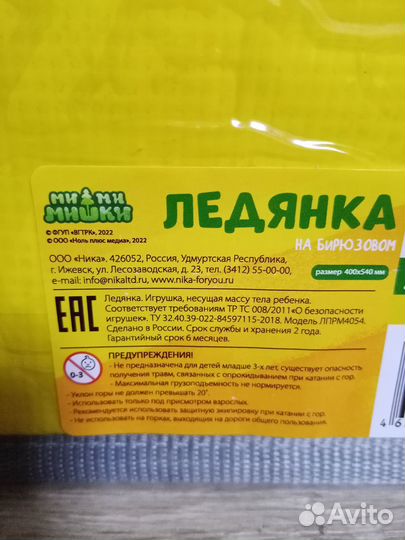 МИ МИ
МИШКИ
© ФГУП «ВГТРК», 2022
© ООО «Ноль плюс медиа», 2022
ЛЕДЯНКА
НА БИРЮЗОВОМ
размер 400х540 мм
ООО «Ника». 426052, Россия, Удмуртская Республика,
г. Ижевск, ул. Лесозаводская, д. 23, тел. (3412) 55-00-00,
e-mail: info@nikaltd.ru, www.nika-foryou.ru
EAC
Ледянка. Игрушка, несущая массу тела ребенка.
Соответствует требованиям ТР ТС 008/2011«О безопасности
игрушек». ТУ 32.40.39-022-84597115-2018. Модель ЛПРМ4054.
Сделано в России. Срок службы и хранения 2 года.
Гарантийный срок 6 месяцев.
0-3
ПРЕДУПРЕЖДЕНИЕ:
- Не предназначена для детей младше 3-х лет, существует опасность
получения травм, связанных с опрокидыванием при катании с гор.
- Максимальная грузоподъемность не нормируется.
- Уклон горы не должен превышать 20°.
- Использовать только под присмотром взрослых.
- Рекомендуется использовать защитную экипировку при катании с гор.
- Не использовать на горках, выходящих на дороги общего пользования.
4 6
Avito